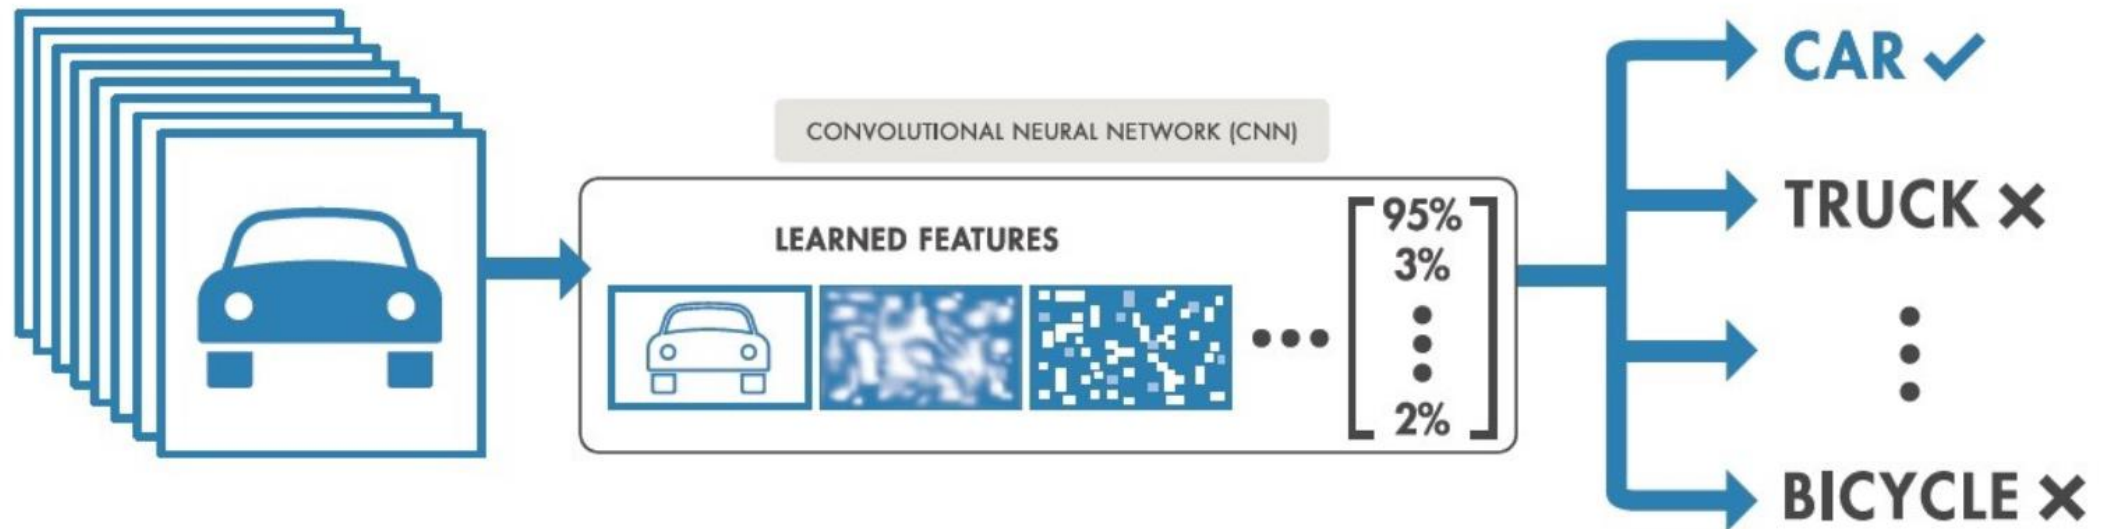 CONVOLUTIONAL NEURAL NETWORK (CNN)
LEARNED FEATURES
95%
3%
2%
CAR
TRUCK
BICYCLE